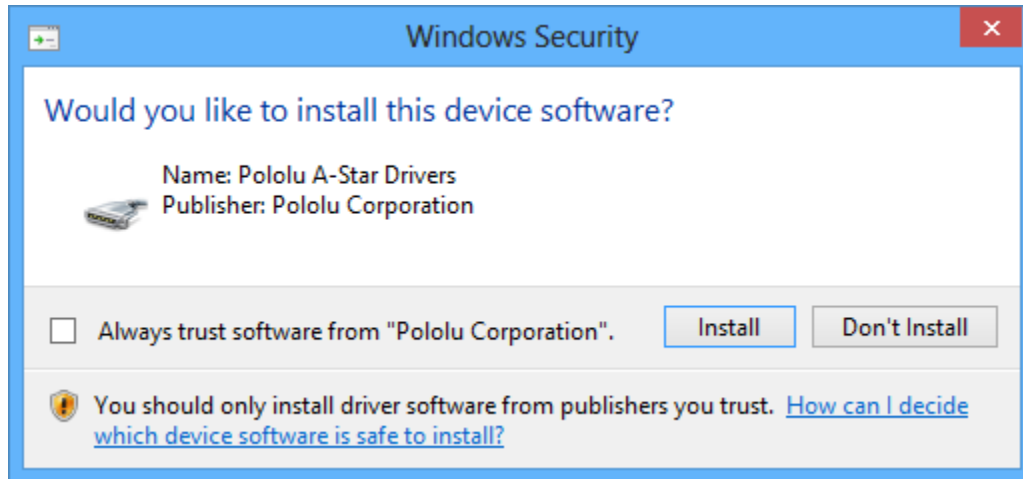 Windows Security
Would you like to install this device software?
Name: Pololu A-Star Drivers
Publisher: Pololu Corporation
Always trust software from "Pololu Corporation".
Install
Don't Install
You should only install driver software from publishers you trust. How can I decide
which device software is safe to install?